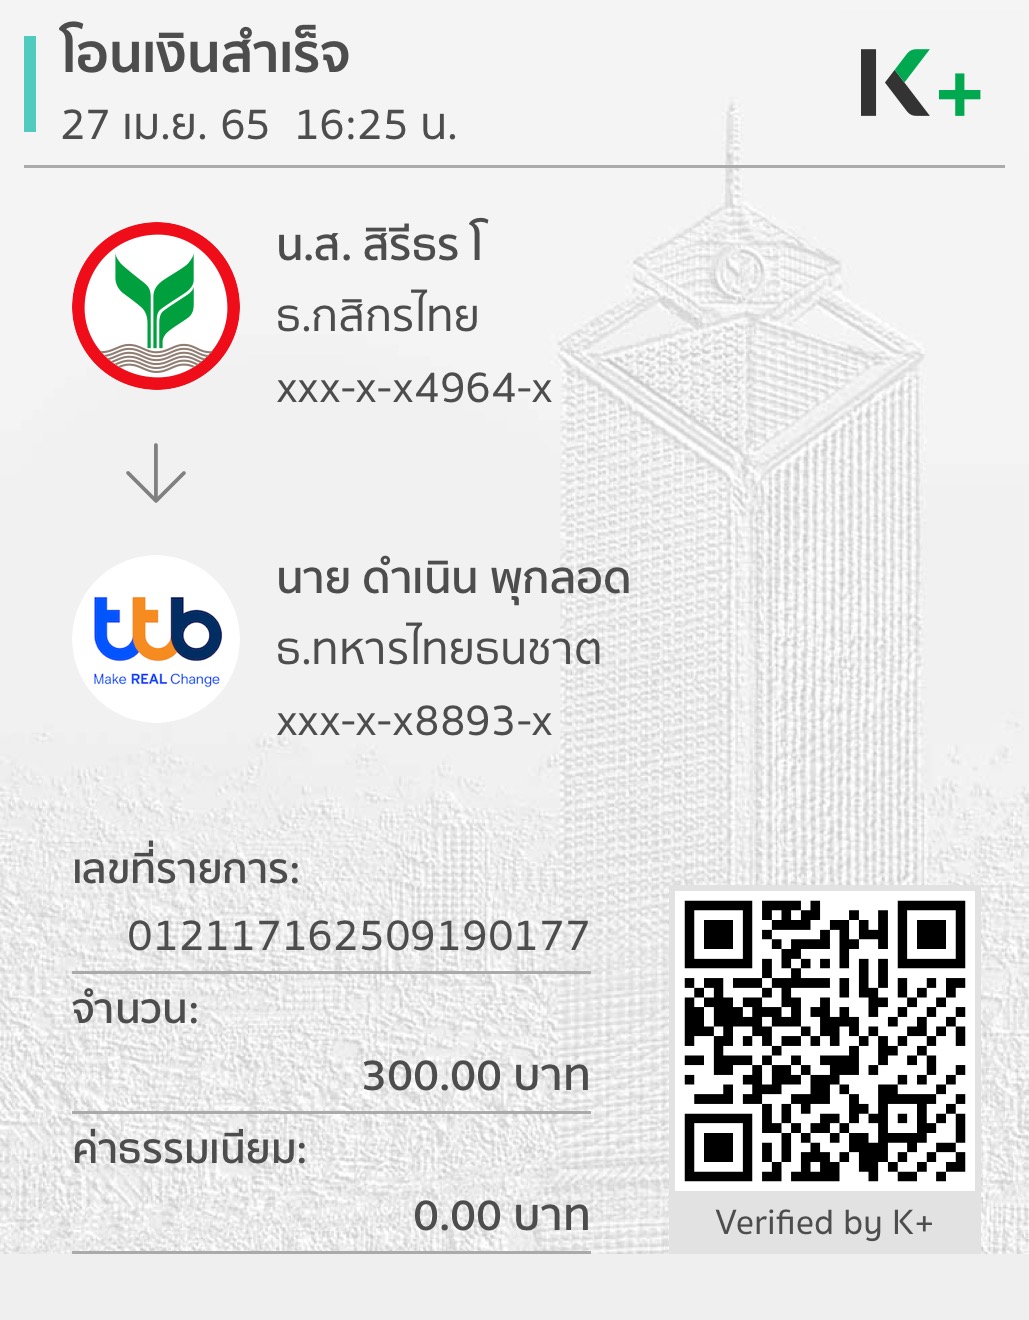 โอนเงินสำเร็จ
27 เม.ย. 65  16:25 น.
K+
น.ส. สิรีธร โ
ธ.กสิกรไทย
xxx-x-x4964-x
ttb
Make REAL Change
นาย ดำเนิน พุกลอด
ธ.ทหารไทยธนชาต
xxx-x-x8893-x
เลขที่รายการ:
012117162509190177
จำนวน:
300.00 บาท
ค่าธรรมเนียม:
0.00 บาท
Verified by K+